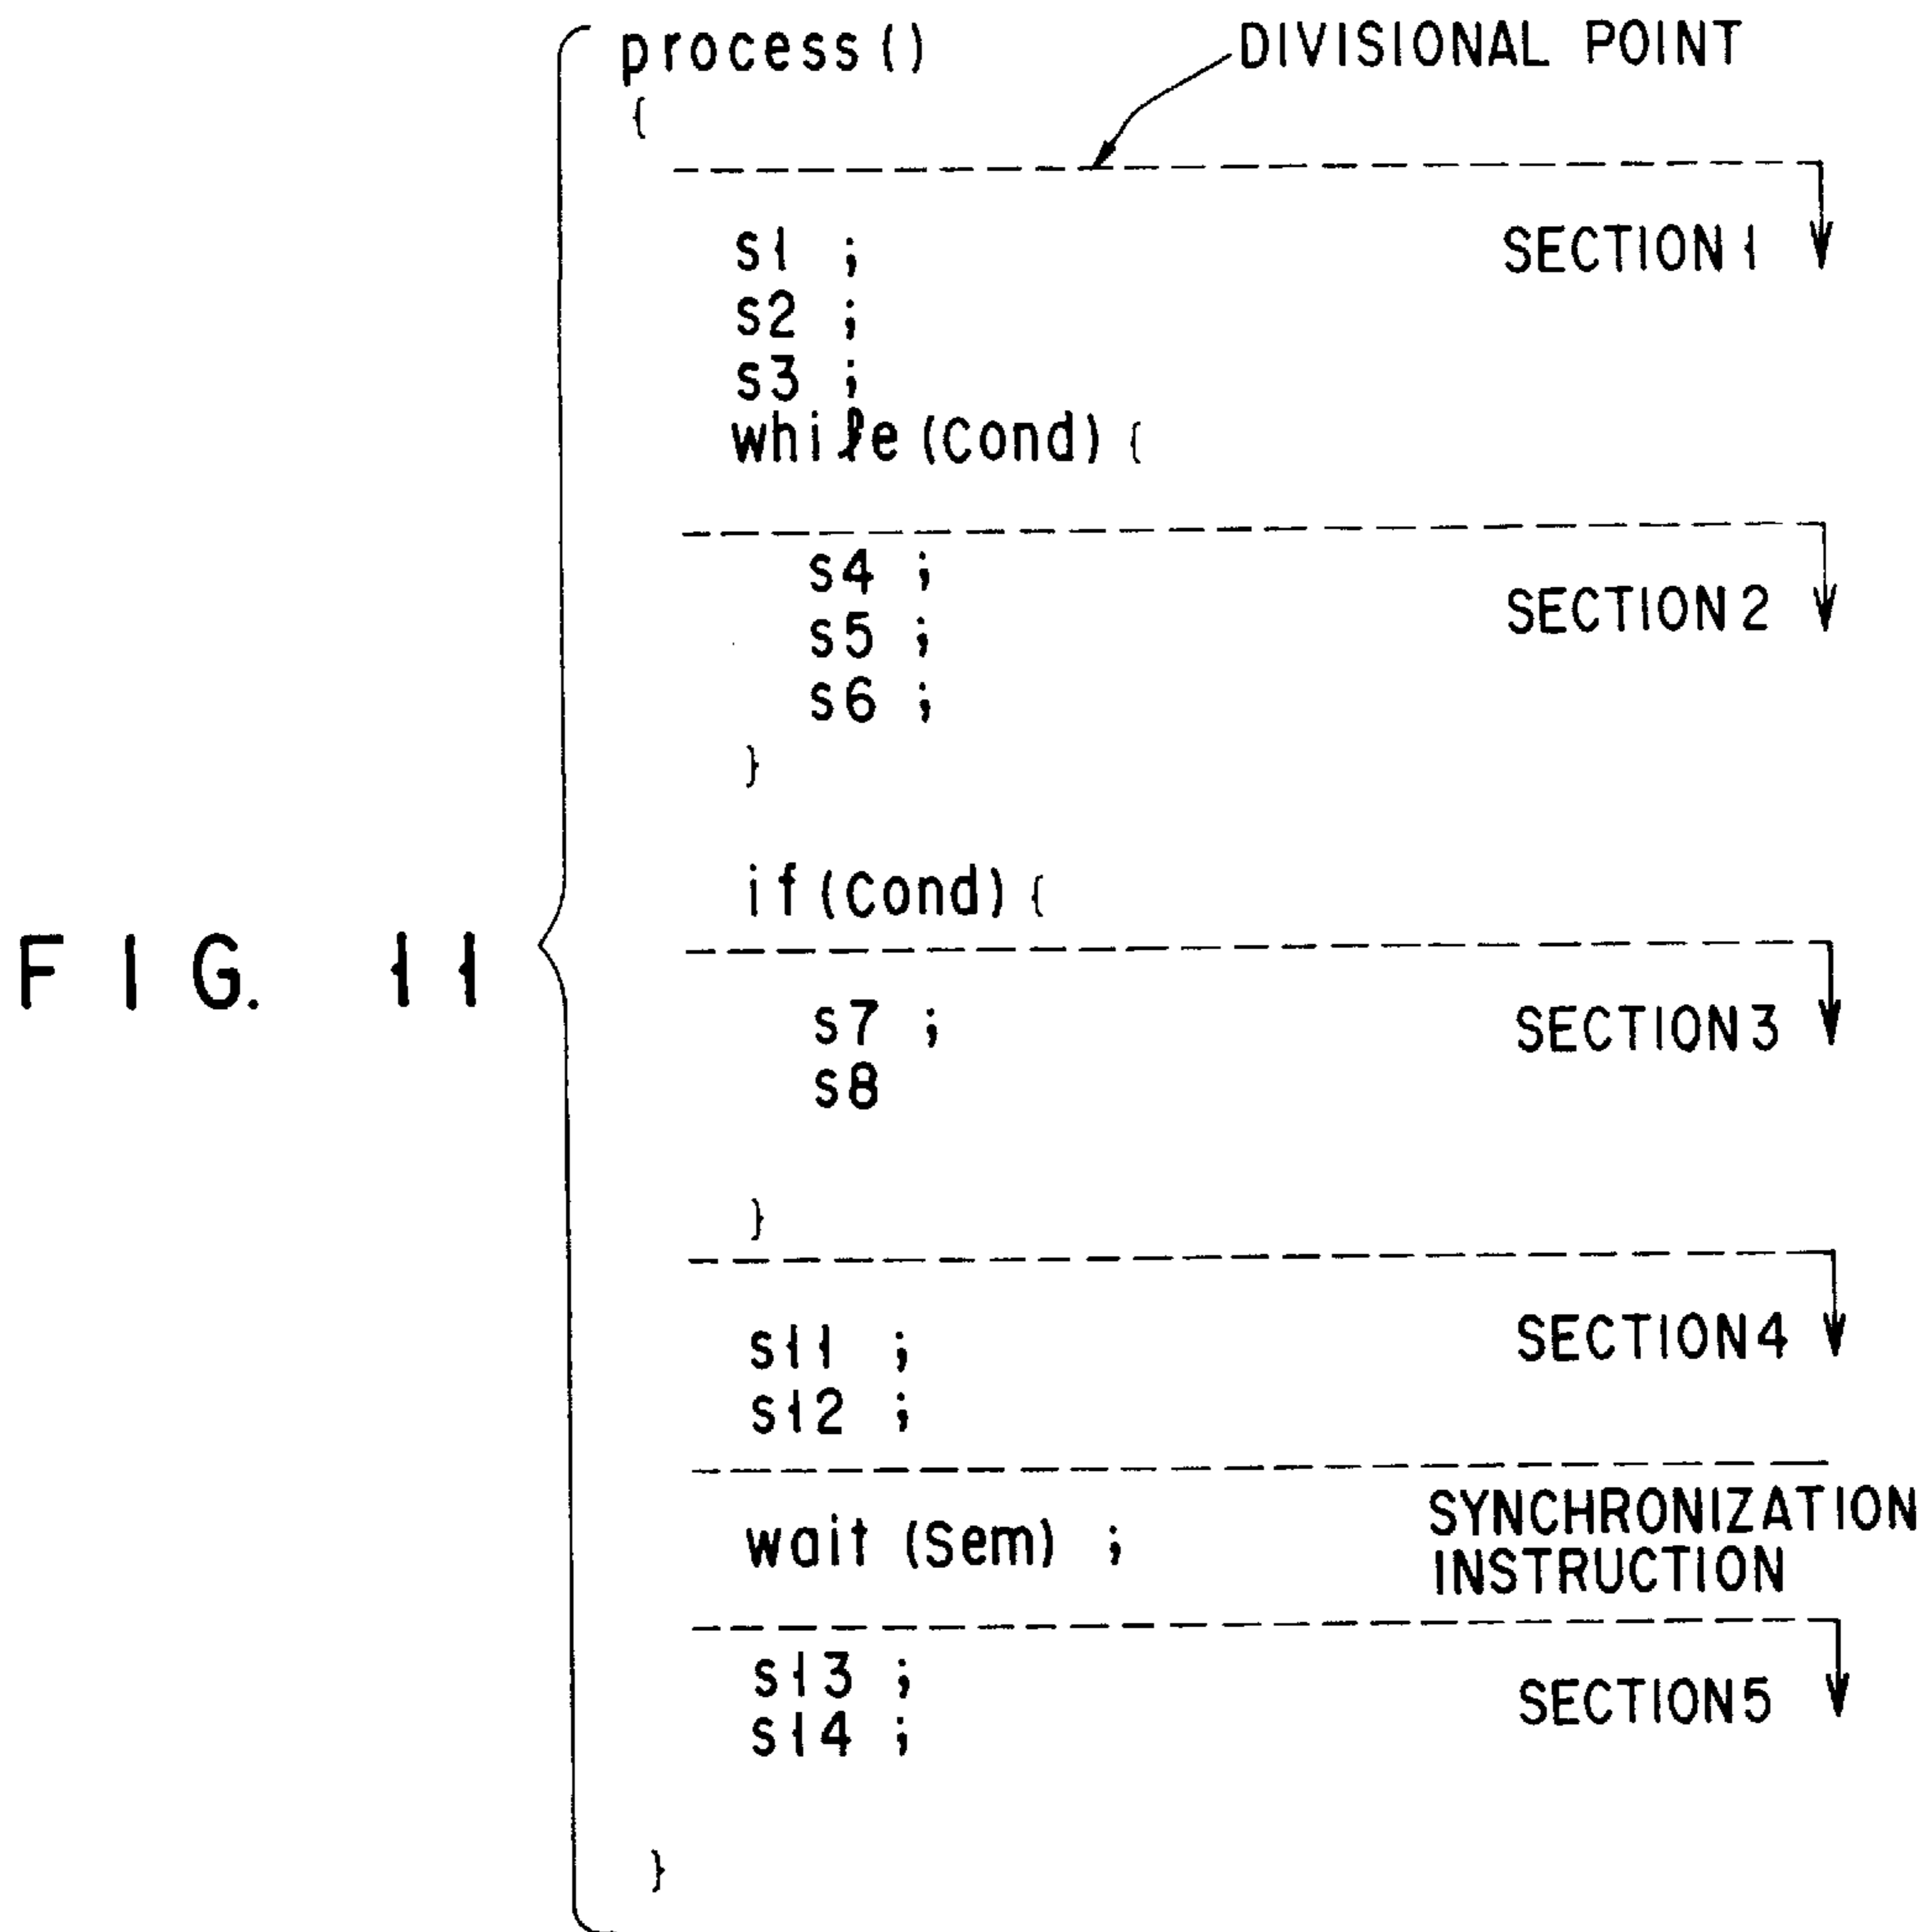 process()
DIVISIONAL POINT
{
s1 ;
SECTION 1
s2 ;
s3 ;
while(Cond){
s4 ;
SECTION 2
s5 ;
s6 ;
}
if(Cond){
FIG. 11
s7 ;
SECTION 3
s8
}
s11 ;
SECTION 4
s12 ;
wait (Sem) ;
SYNCHRONIZATION
INSTRUCTION
s13 ;
SECTION 5
s14 ;
}